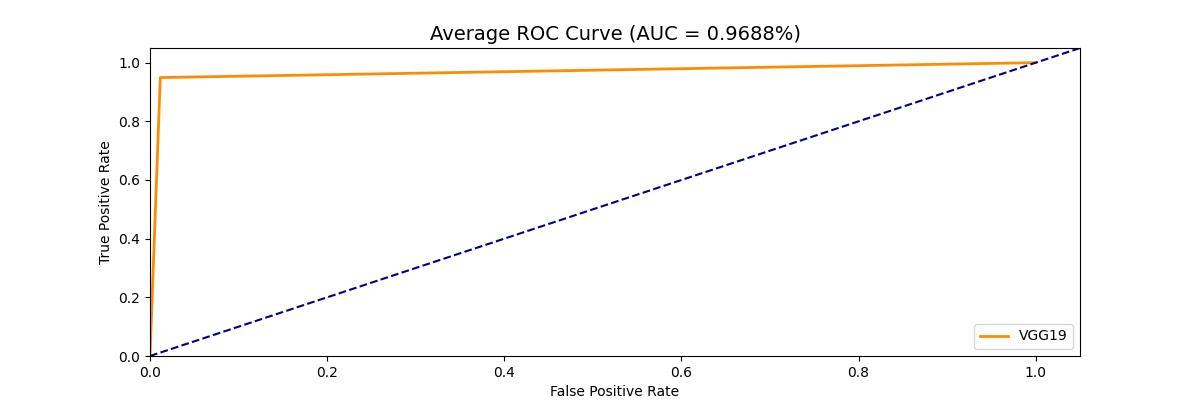 Average ROC Curve (AUC = 0.9688%)
1.0
0.8
0.6
0.4
0.2
0.0
True Positive Rate
VGG19
0.0 0.2 0.4 0.6 0.8 1.0
False Positive Rate